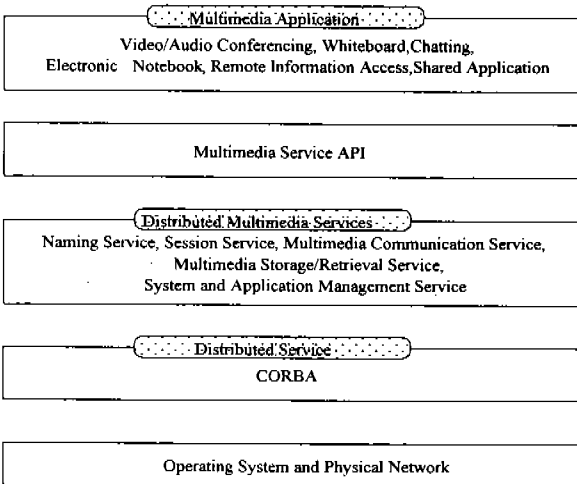 Multimedia Application
Video/Audio Conferencing, Whiteboard,Chatting,
Electronic Notebook, Remote Information Access,Shared Application
Multimedia Service API
Distributed Multimedia Services
Naming Service, Session Service, Multimedia Communication Service,
Multimedia Storage/Retrieval Service,
System and Application Management Service
Distributed Service
CORBA
Operating System and Physical Network